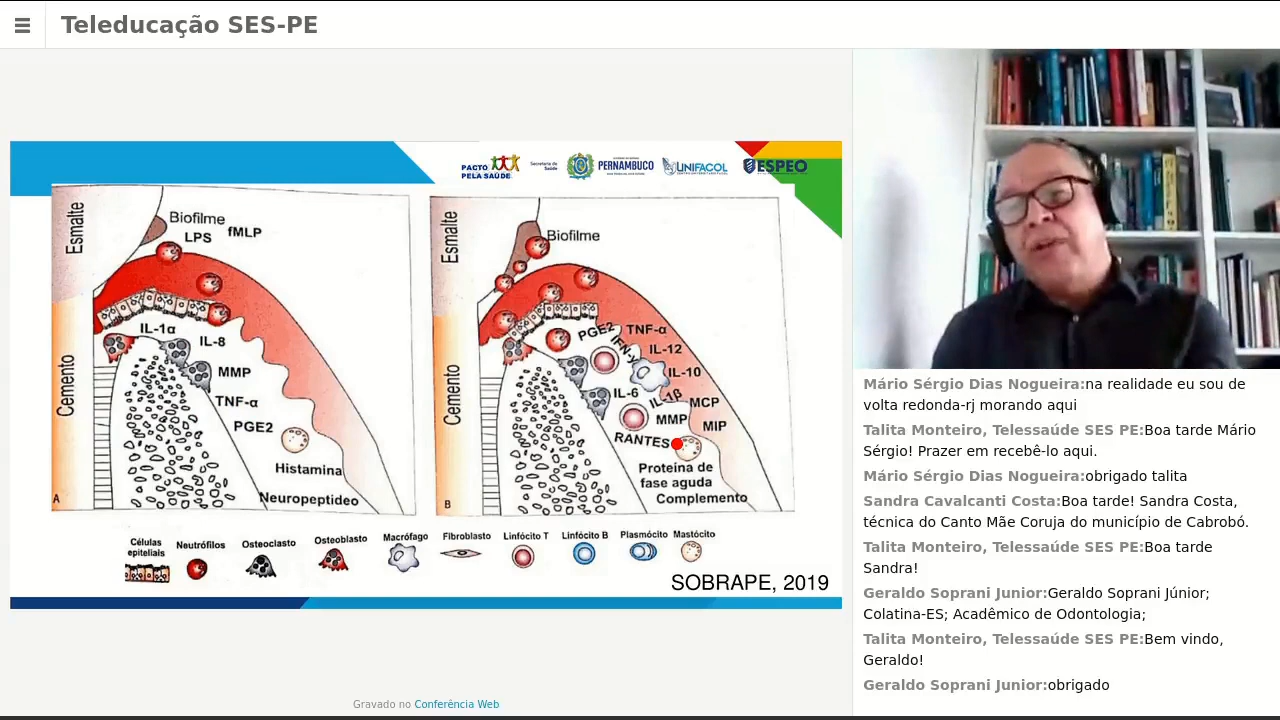 Teleducação SES-PE
PACTO
PELA SAÚDE
Secretaria de
Saúde
PERNAMBUCO
UNIFACOL
ESPEO
Esmalte
Biofilme
LPS
fMLP
IL-1α
IL-8
MMP
TNF-α
PGE2
Histamina
Neuropeptideo
Cemento
A
Esmalte
Biofilme
PGE2
TNF-α
IFN-γ
IL-12
IL-10
IL-6
IL-1β
MCP
MMP
MIP
RANTES
Proteina de
fase aguda
Complemento
Cemento
B
Células
epiteliais
Neutrófilos
Osteoclasto
Osteoblasto
Macrófago
Fibroblasto
Linfócito T
Linfócito B
Plasmócito
Mastócito
SOBRAPE, 2019
Mário Sérgio Dias Nogueira:na realidade eu sou de
volta redonda-rj morando aqui
Talita Monteiro, Telessaúde SES PE:Boa tarde Mário
Sérgio! Prazer em recebê-lo aqui.
Mário Sérgio Dias Nogueira:obrigado talita
Sandra Cavalcanti Costa:Boa tarde! Sandra Costa,
técnica do Canto Mãe Coruja do município de Cabrobó.
Talita Monteiro, Telessaúde SES PE:Boa tarde
Sandra!
Geraldo Soprani Junior:Geraldo Soprani Júnior;
Colatina-ES; Acadêmico de Odontologia;
Talita Monteiro, Telessaúde SES PE:Bem vindo,
Geraldo!
Geraldo Soprani Junior:obrigado
Gravado no Conferência Web